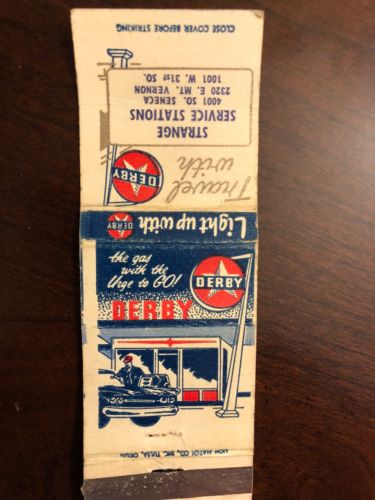 CLOSE COVER BEFORE STRIKING
STRANGE
SERVICE STATIONS
4001 SO. SENECA
2320 E. MT. VERNON
1001 W. 31ST SO.
Travel
with
DERBY
Light up with
DERBY
the gas
with the
Urge to GO!
DERBY
DERBY
LION MATCH CO., INC. TULSA, OKLA.